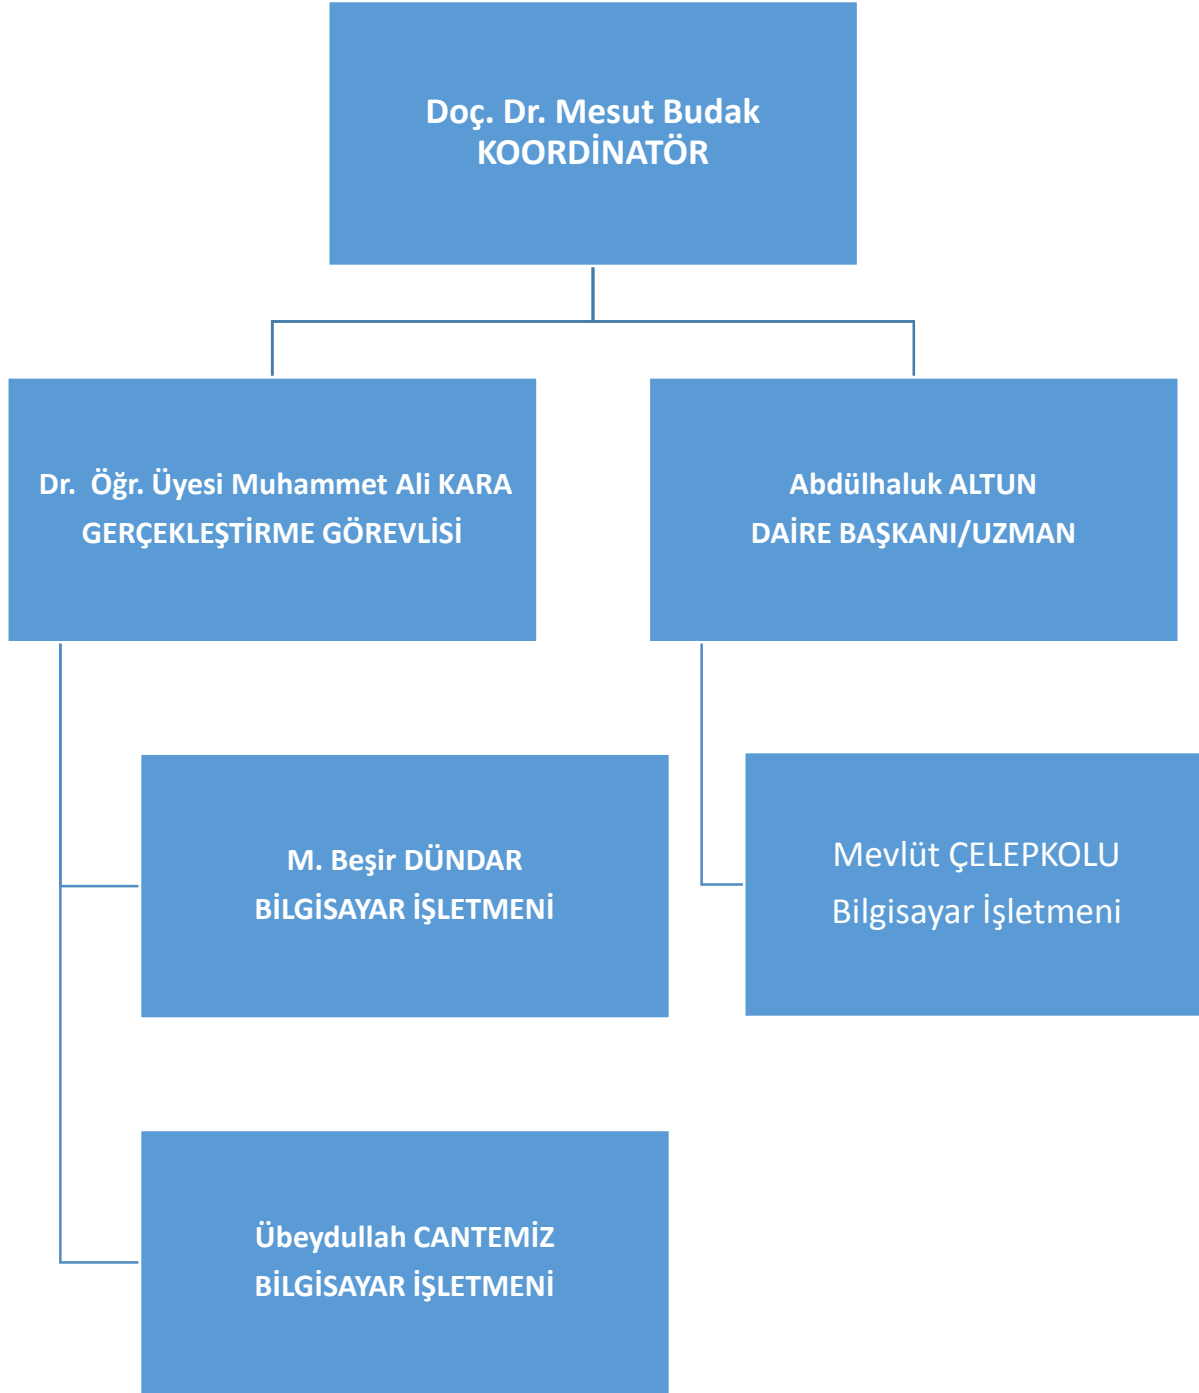 Doç. Dr. Mesut Budak
KOORDİNATÖR
Dr. Öğr. Üyesi Muhammet Ali KARA
GERÇEKLEŞTİRME GÖREVLİSİ
Abdülhaluk ALTUN
DAİRE BAŞKANI/UZMAN
M. Beşir DÜNDAR
BİLGİSAYAR İŞLETMENİ
Mevlüt ÇELEPKOLU
Bilgisayar İşletmeni
Übeydullah CANTEMİZ
BİLGİSAYAR İŞLETMENİ